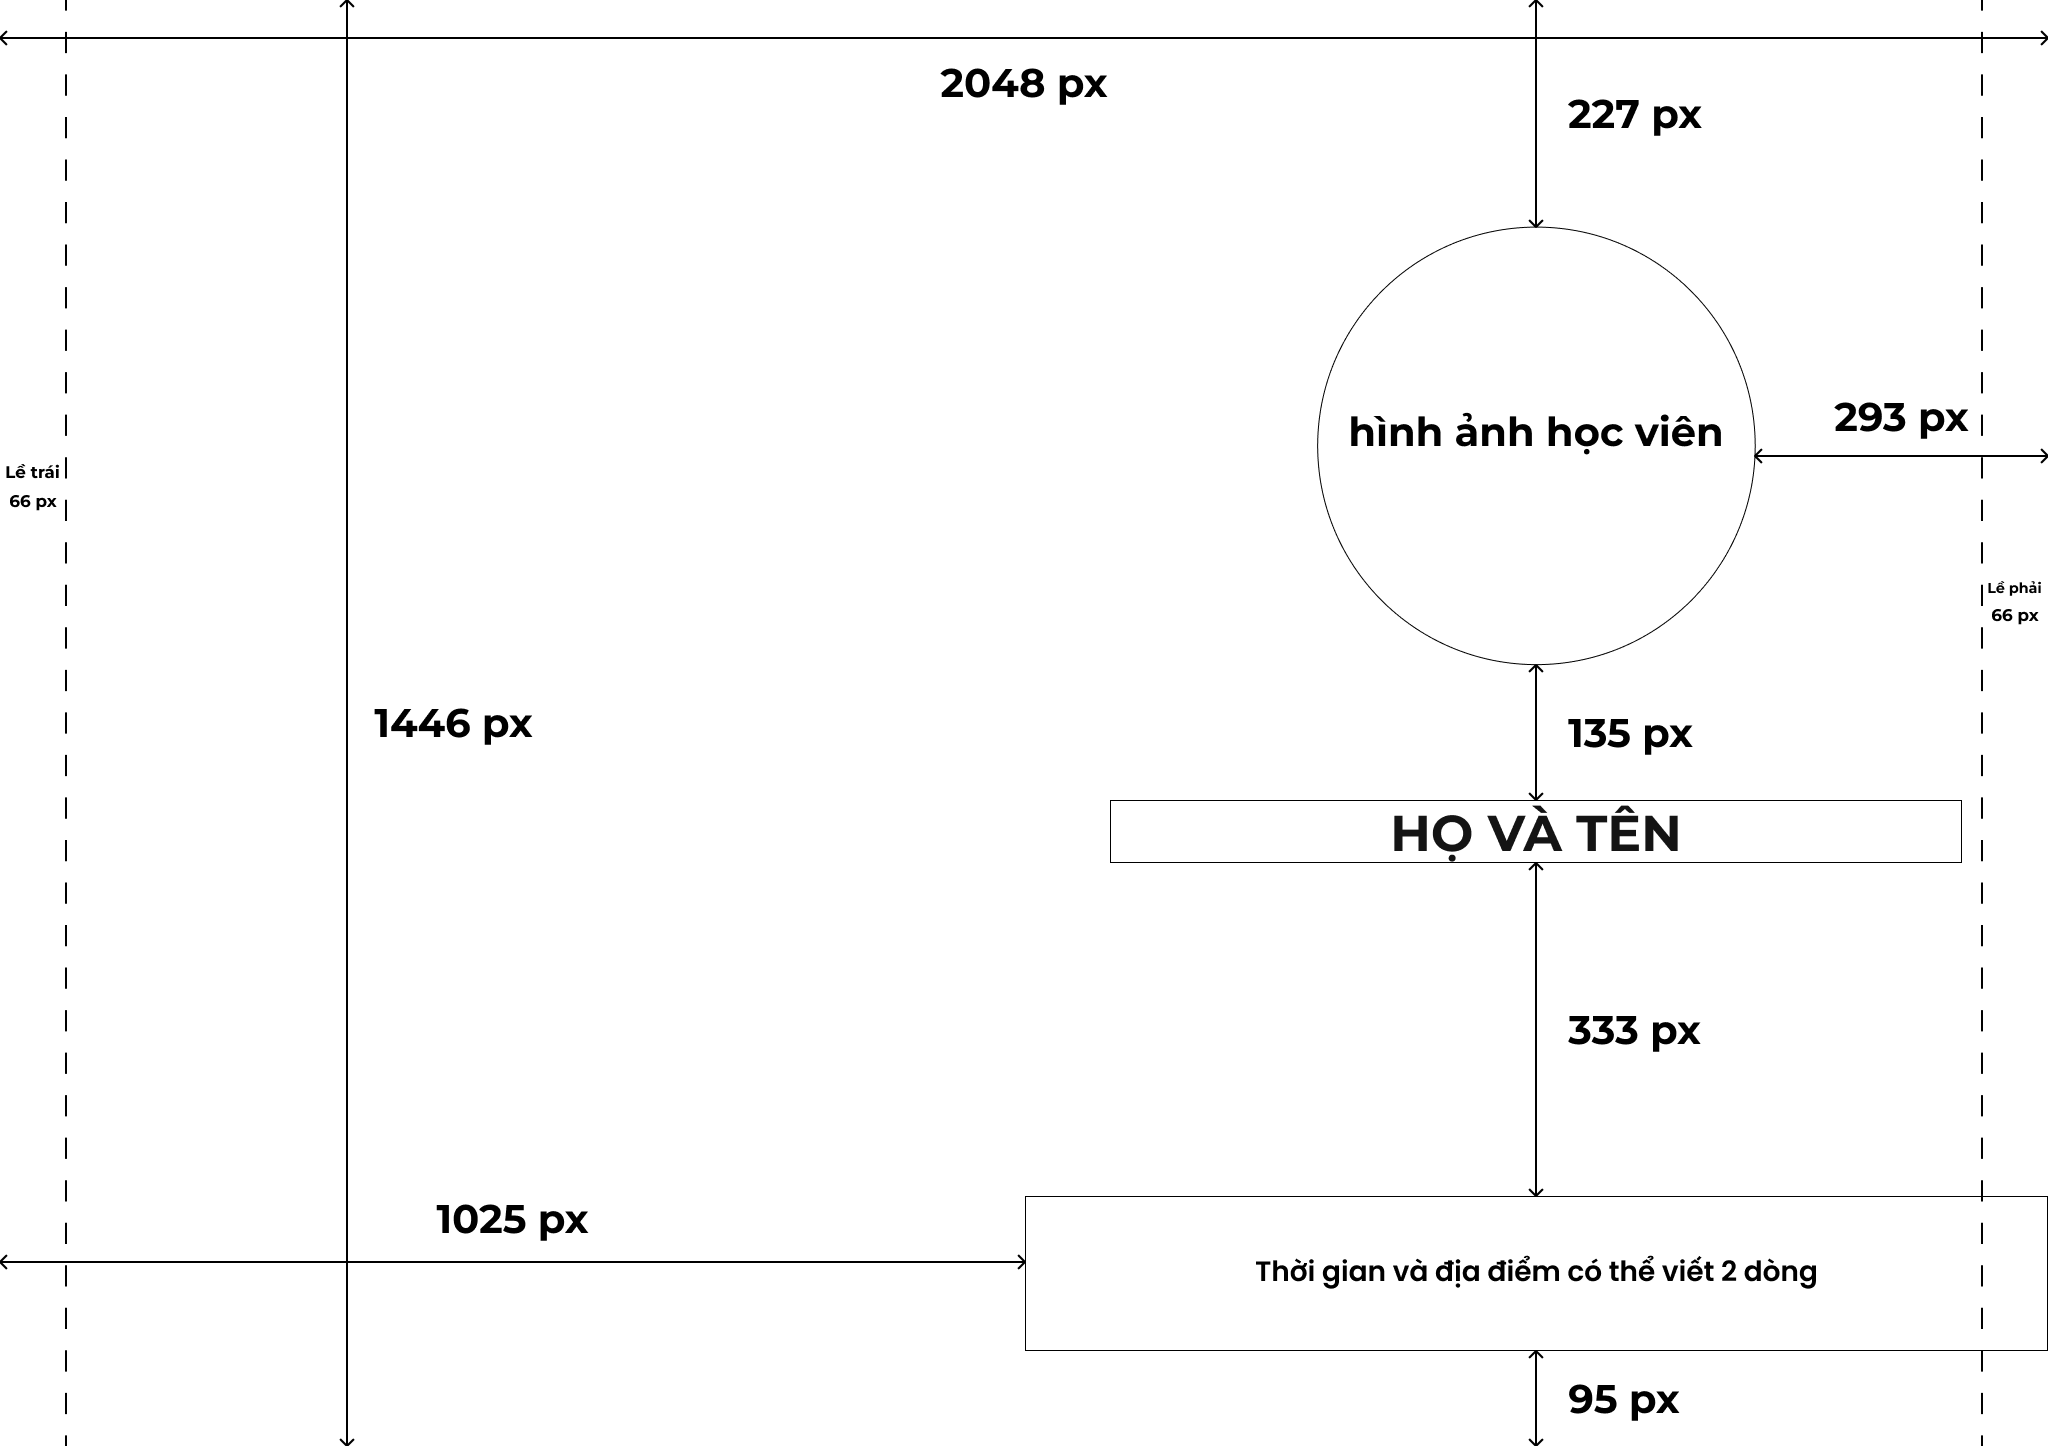 2048 px
227 px
hình ảnh học viên
293 px
Lề trái
66 px
Lề phải
66 px
1446 px
135 px
HỌ VÀ TÊN
333 px
1025 px
Thời gian và địa điểm có thể viết 2 dòng
95 px